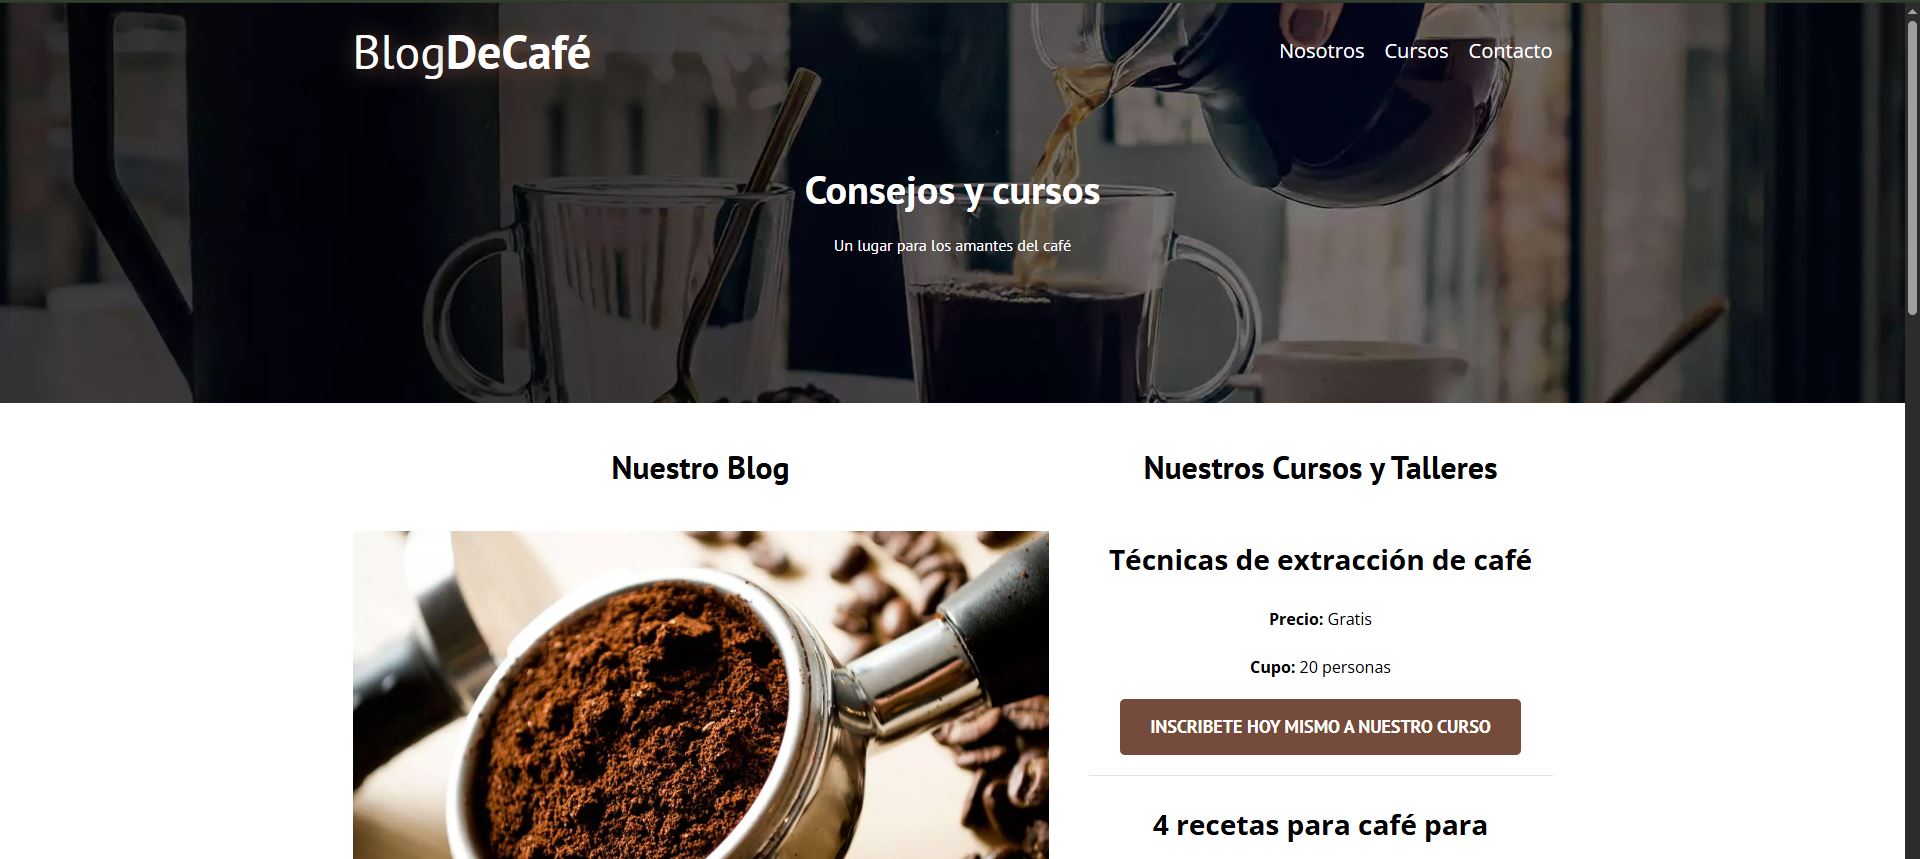 BlogDeCafé
Nosotros Cursos Contacto
Consejos y cursos
Un lugar para los amantes del café
Nuestro Blog
Nuestros Cursos y Talleres
Técnicas de extracción de café
Precio: Gratis
Cupo: 20 personas
INSCRIBETE HOY MISMO A NUESTRO CURSO
4 recetas para café para